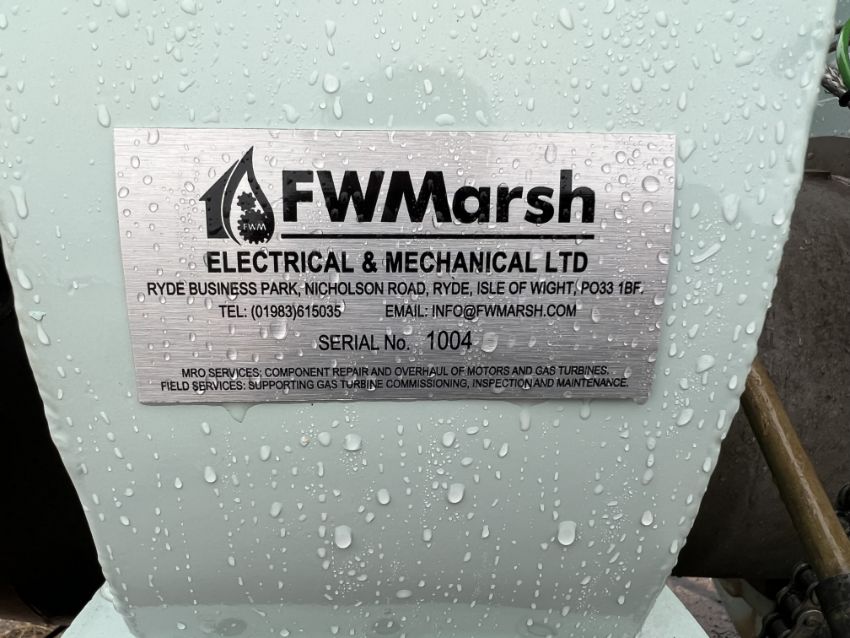 FWM
FWMarsh
ELECTRICAL & MECHANICAL LTD
RYDE BUSINESS PARK, NICHOLSON ROAD, RYDE, ISLE OF WIGHT, PO33 1BF.
TEL: (01983)615035 EMAIL: INFO@FWMARSH.COM
SERIAL No. 1004
MRO SERVICES: COMPONENT REPAIR AND OVERHAUL OF MOTORS AND GAS TURBINES.
FIELD SERVICES: SUPPORTING GAS TURBINE COMMISSIONING, INSPECTION AND MAINTENANCE.